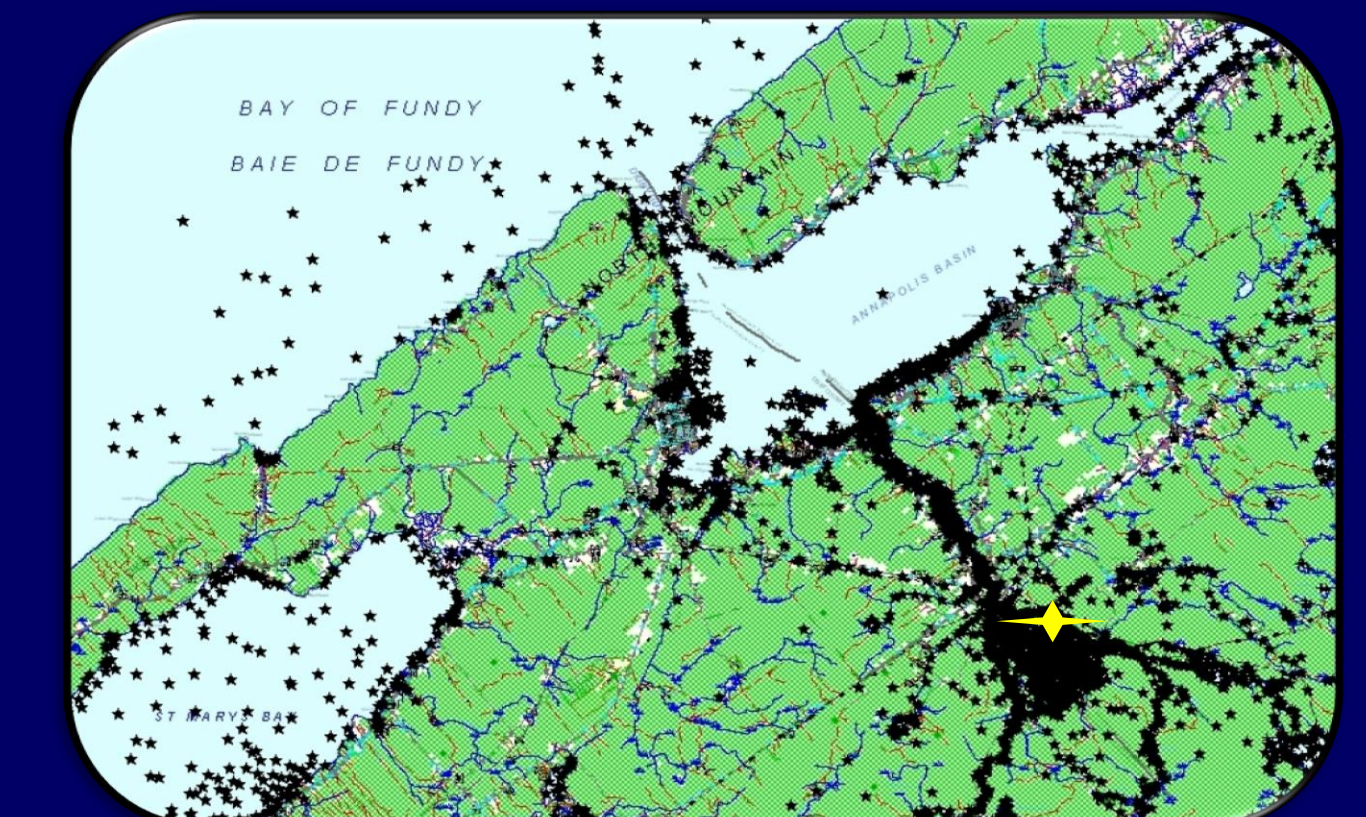 BAY OF FUNDY
BAIE DE FUNDY
NORTH MOUNTAIN
ANNAPOLIS BASIN
ST MARYS BAY